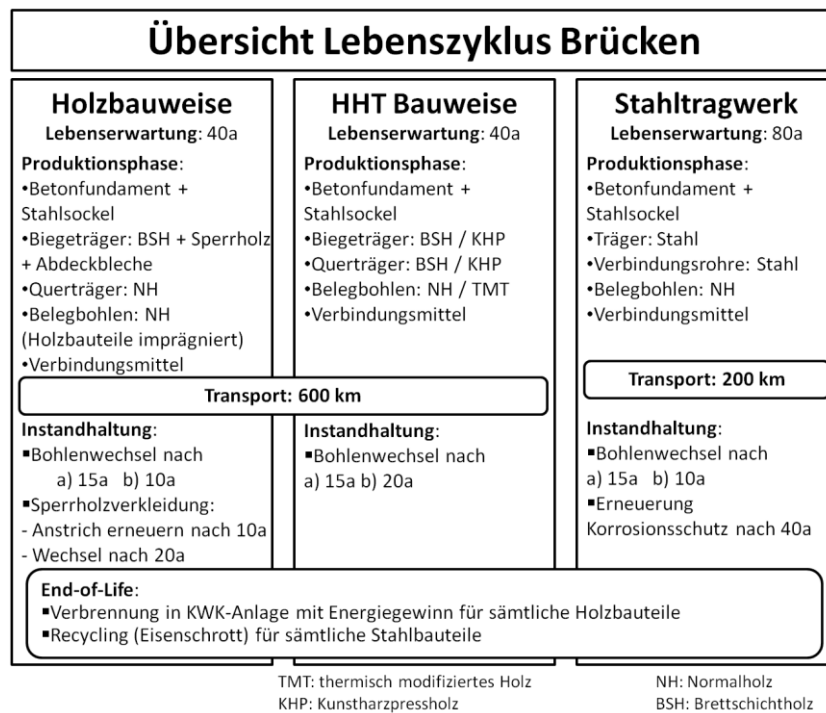 Übersicht Lebenszyklus Brücken
Holzbauweise
Lebenserwartung: 40a
Produktionsphase:
•Betonfundament +
Stahlsockel
•Biegeträger: BSH + Sperrholz
+ Abdeckbleche
•Querträger: NH
•Belegbohlen: NH
(Holzbauteile imprägniert)
•Verbindungsmittel
HHT Bauweise
Lebenserwartung: 40a
Produktionsphase:
•Betonfundament +
Stahlsockel
•Biegeträger: BSH / KHP
•Querträger: BSH / KHP
•Belegbohlen: NH / TMT
•Verbindungsmittel
Stahltragwerk
Lebenserwartung: 80a
Produktionsphase:
•Betonfundament +
Stahlsockel
•Träger: Stahl
•Verbindungsrohre: Stahl
•Belegbohlen: NH
•Verbindungsmittel
Transport: 600 km
Transport: 200 km
Instandhaltung:
▪Bohlenwechsel nach
a) 15a b) 10a
▪Sperrholzverkleidung:
- Anstrich erneuern nach 10a
- Wechsel nach 20a
Instandhaltung:
▪Bohlenwechsel nach
a) 15a b) 20a
Instandhaltung:
▪Bohlenwechsel nach
a) 15a b) 10a
▪Erneuerung
Korrosionsschutz nach 40a
End-of-Life:
▪Verbrennung in KWK-Anlage mit Energiegewinn für sämtliche Holzbauteile
▪Recycling (Eisenschrott) für sämtliche Stahlbauteile
TMT: thermisch modifiziertes Holz
KHP: Kunstharzpressholz
NH: Normalholz
BSH: Brettschichtholz